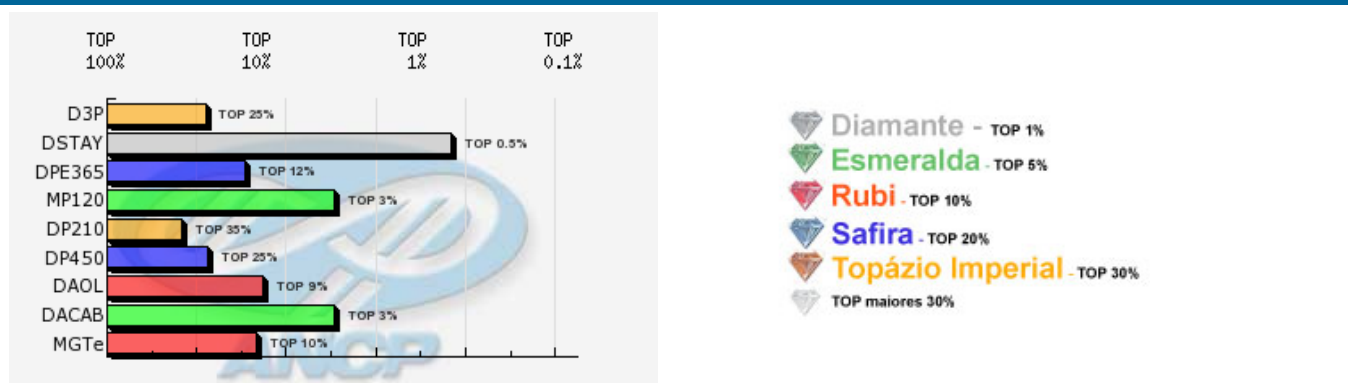 TOP TOP TOP TOP
100% 10% 1% 0.1%
D3P TOP 25%
DSTAY TOP 0.5%
DPE365 TOP 12%
MP120 TOP 3%
DP210 TOP 35%
DP450 TOP 25%
DAOL TOP 9%
DACAB TOP 3%
MGTe TOP 10%
ANCP
Diamante - TOP 1%
Esmeralda - TOP 5%
Rubi - TOP 10%
Safira - TOP 20%
Topázio Imperial - TOP 30%
TOP maiores 30%